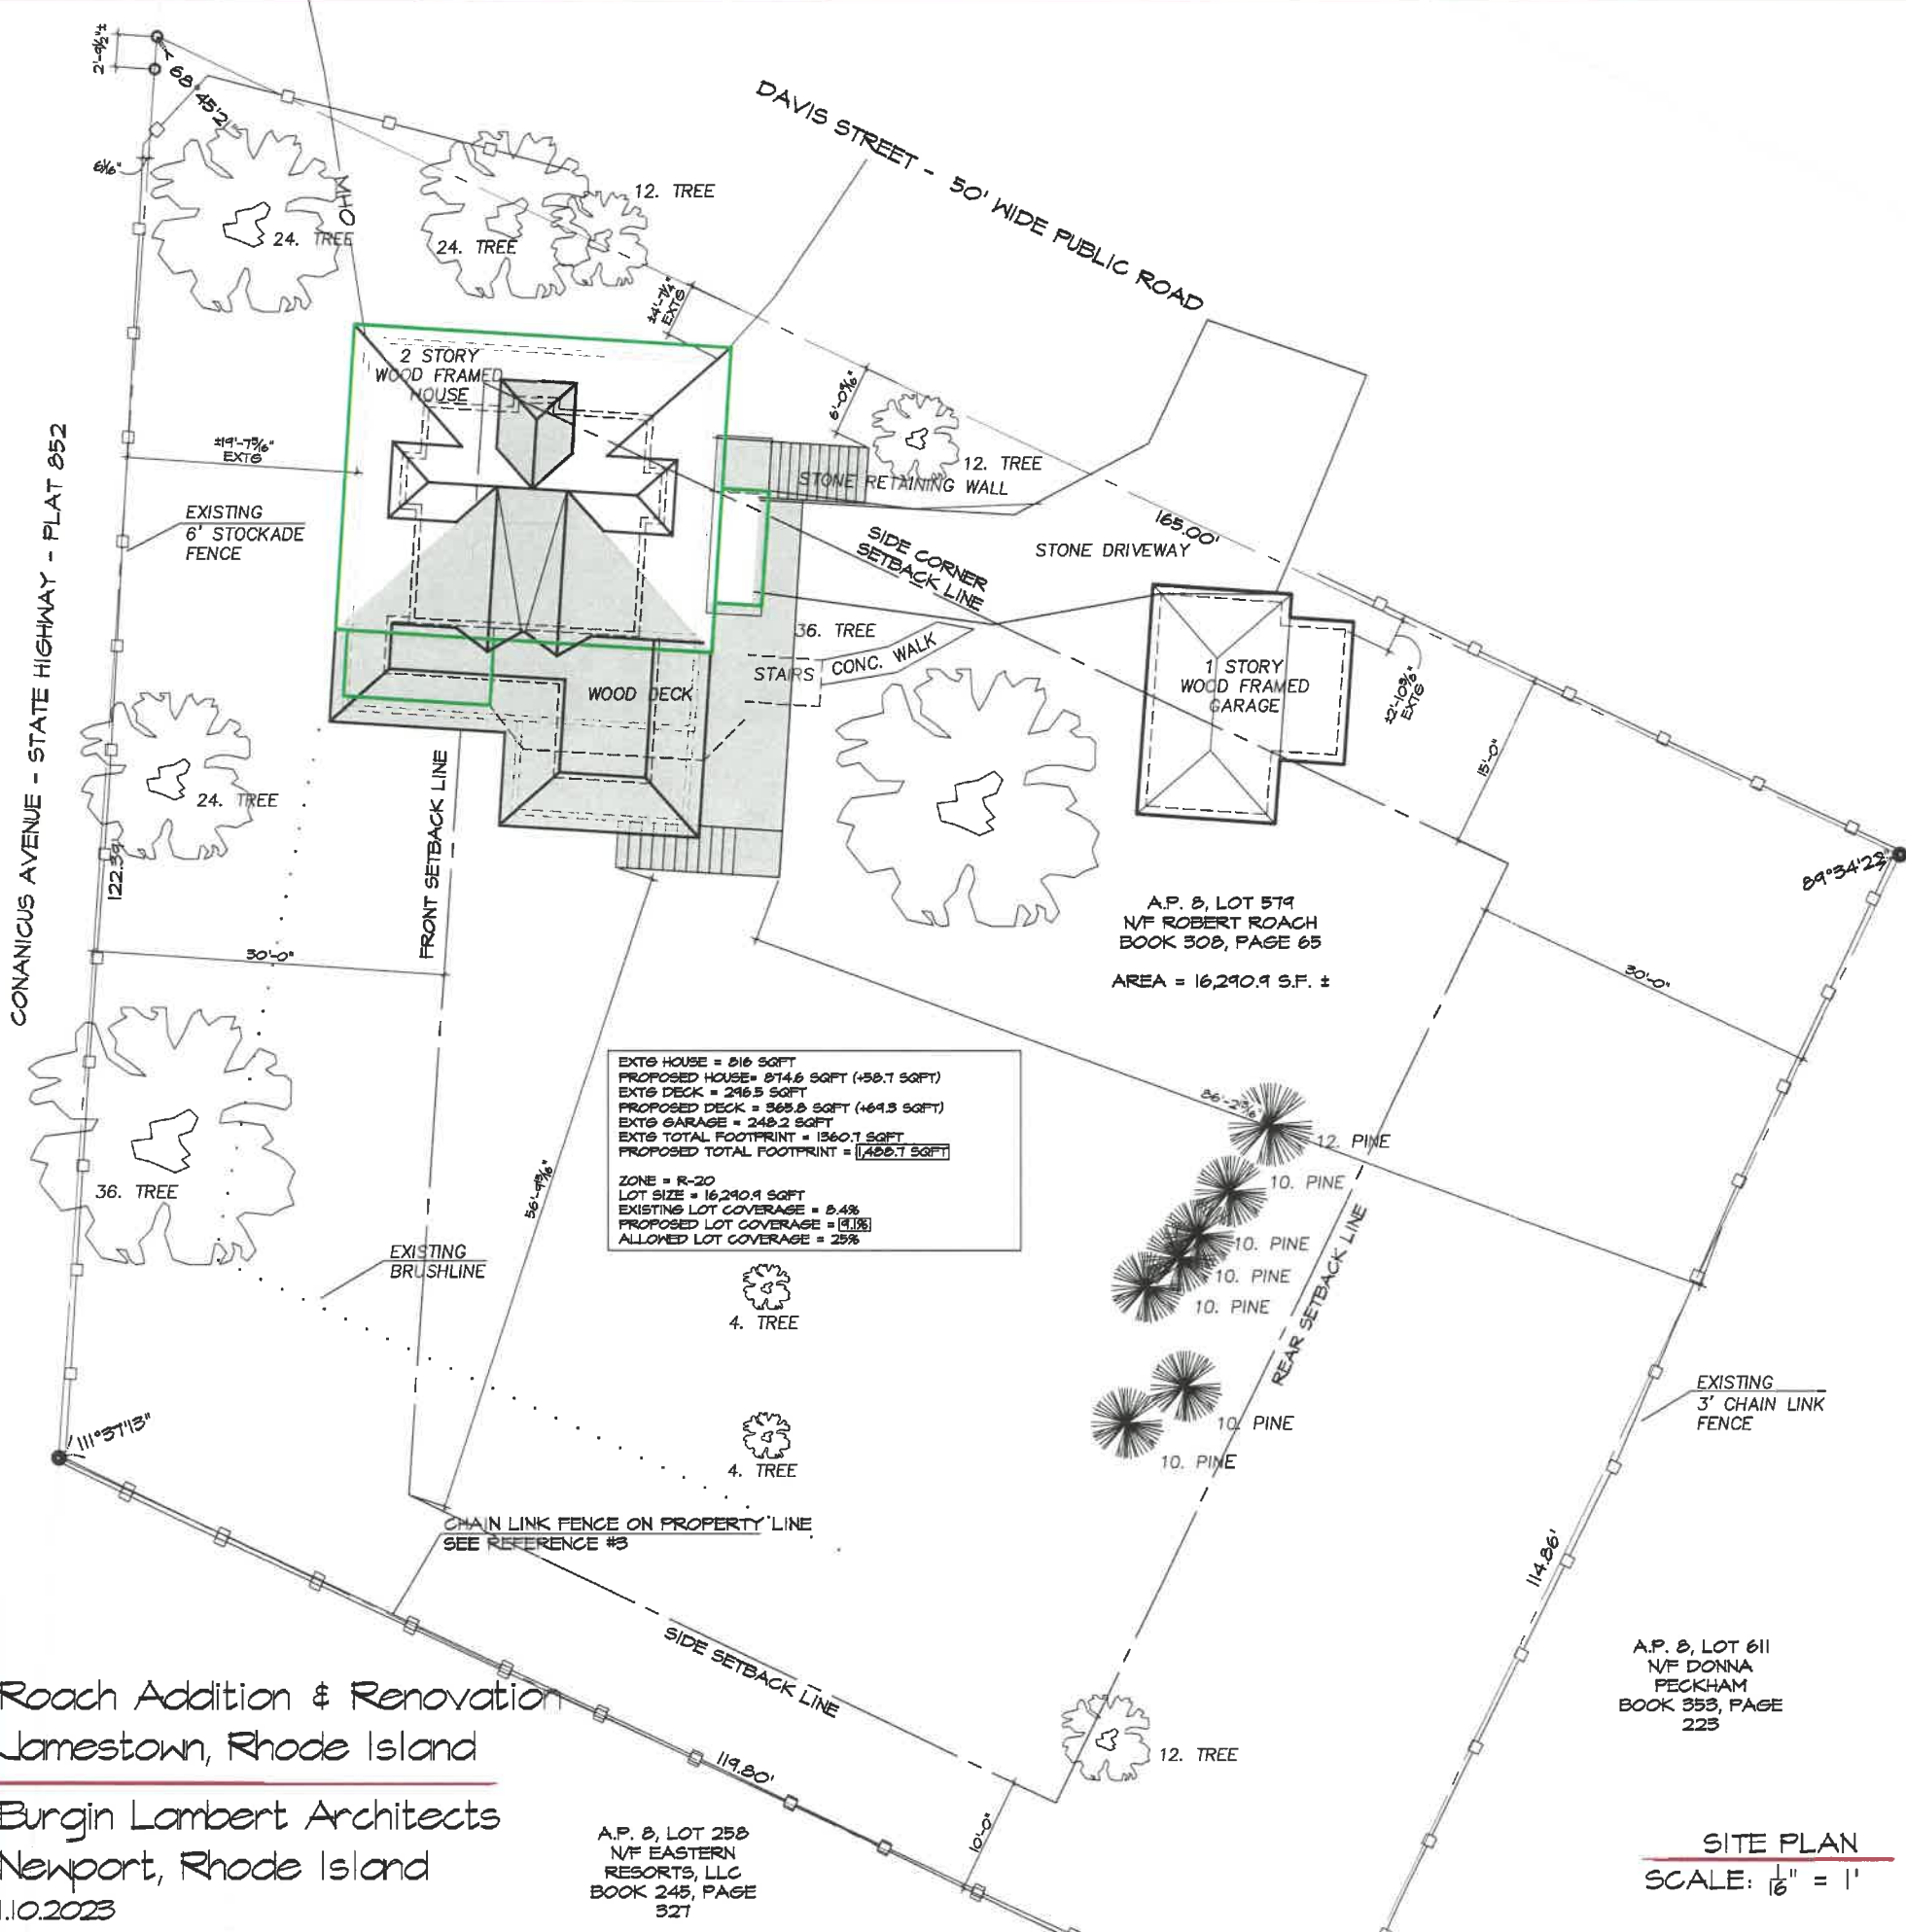 2'-9½"±
68°45'2"
6⅛"
OHW
24. TREE
24. TREE
12. TREE
DAVIS STREET - 50' WIDE PUBLIC ROAD
EXTG
2 STORY
WOOD FRAMED
HOUSE
EXTG
12. TREE
STONE RETAINING WALL
165.00'
STONE DRIVEWAY
SIDE CORNER
SETBACK LINE
CONANICUS AVENUE - STATE HIGHWAY - PLAT 852
EXISTING
6' STOCKADE
FENCE
36. TREE
STAIRS
CONC. WALK
WOOD DECK
1 STORY
WOOD FRAMED
GARAGE
EXTG
15'-0"
24. TREE
122.39'
FRONT SETBACK LINE
30'-0"
89°34'22"
A.P. 8, LOT 579
N/F ROBERT ROACH
BOOK 308, PAGE 65
AREA = 16,290.9 S.F. ±
30'-0"
EXTG HOUSE = 816 SQFT
PROPOSED HOUSE= 874.6 SQFT (+58.7 SQFT)
EXTG DECK = 296.5 SQFT
PROPOSED DECK = 365.8 SQFT (+69.3 SQFT)
EXTG GARAGE = 248.2 SQFT
EXTG TOTAL FOOTPRINT = 1360.7 SQFT
PROPOSED TOTAL FOOTPRINT = 1,488.7 SQFT
ZONE = R-20
LOT SIZE = 16,290.9 SQFT
EXISTING LOT COVERAGE = 8.4%
PROPOSED LOT COVERAGE = 9.1%
ALLOWED LOT COVERAGE = 25%
36. TREE
12. PINE
10. PINE
10. PINE
10. PINE
10. PINE
REAR SETBACK LINE
EXISTING
BRUSHLINE
4. TREE
10. PINE
10. PINE
EXISTING
3' CHAIN LINK
FENCE
4. TREE
111°37'13"
CHAIN LINK FENCE ON PROPERTY LINE
SEE REFERENCE #3
114.86'
SIDE SETBACK LINE
12. TREE
119.80'
10'-0"
A.P. 8, LOT 611
N/F DONNA
PECKHAM
BOOK 353, PAGE
223
Roach Addition & Renovation
Jamestown, Rhode Island
Burgin Lambert Architects
Newport, Rhode Island
1.10.2023
A.P. 8, LOT 258
N/F EASTERN
RESORTS, LLC
BOOK 245, PAGE
327
SITE PLAN
SCALE: 1/16" = 1'